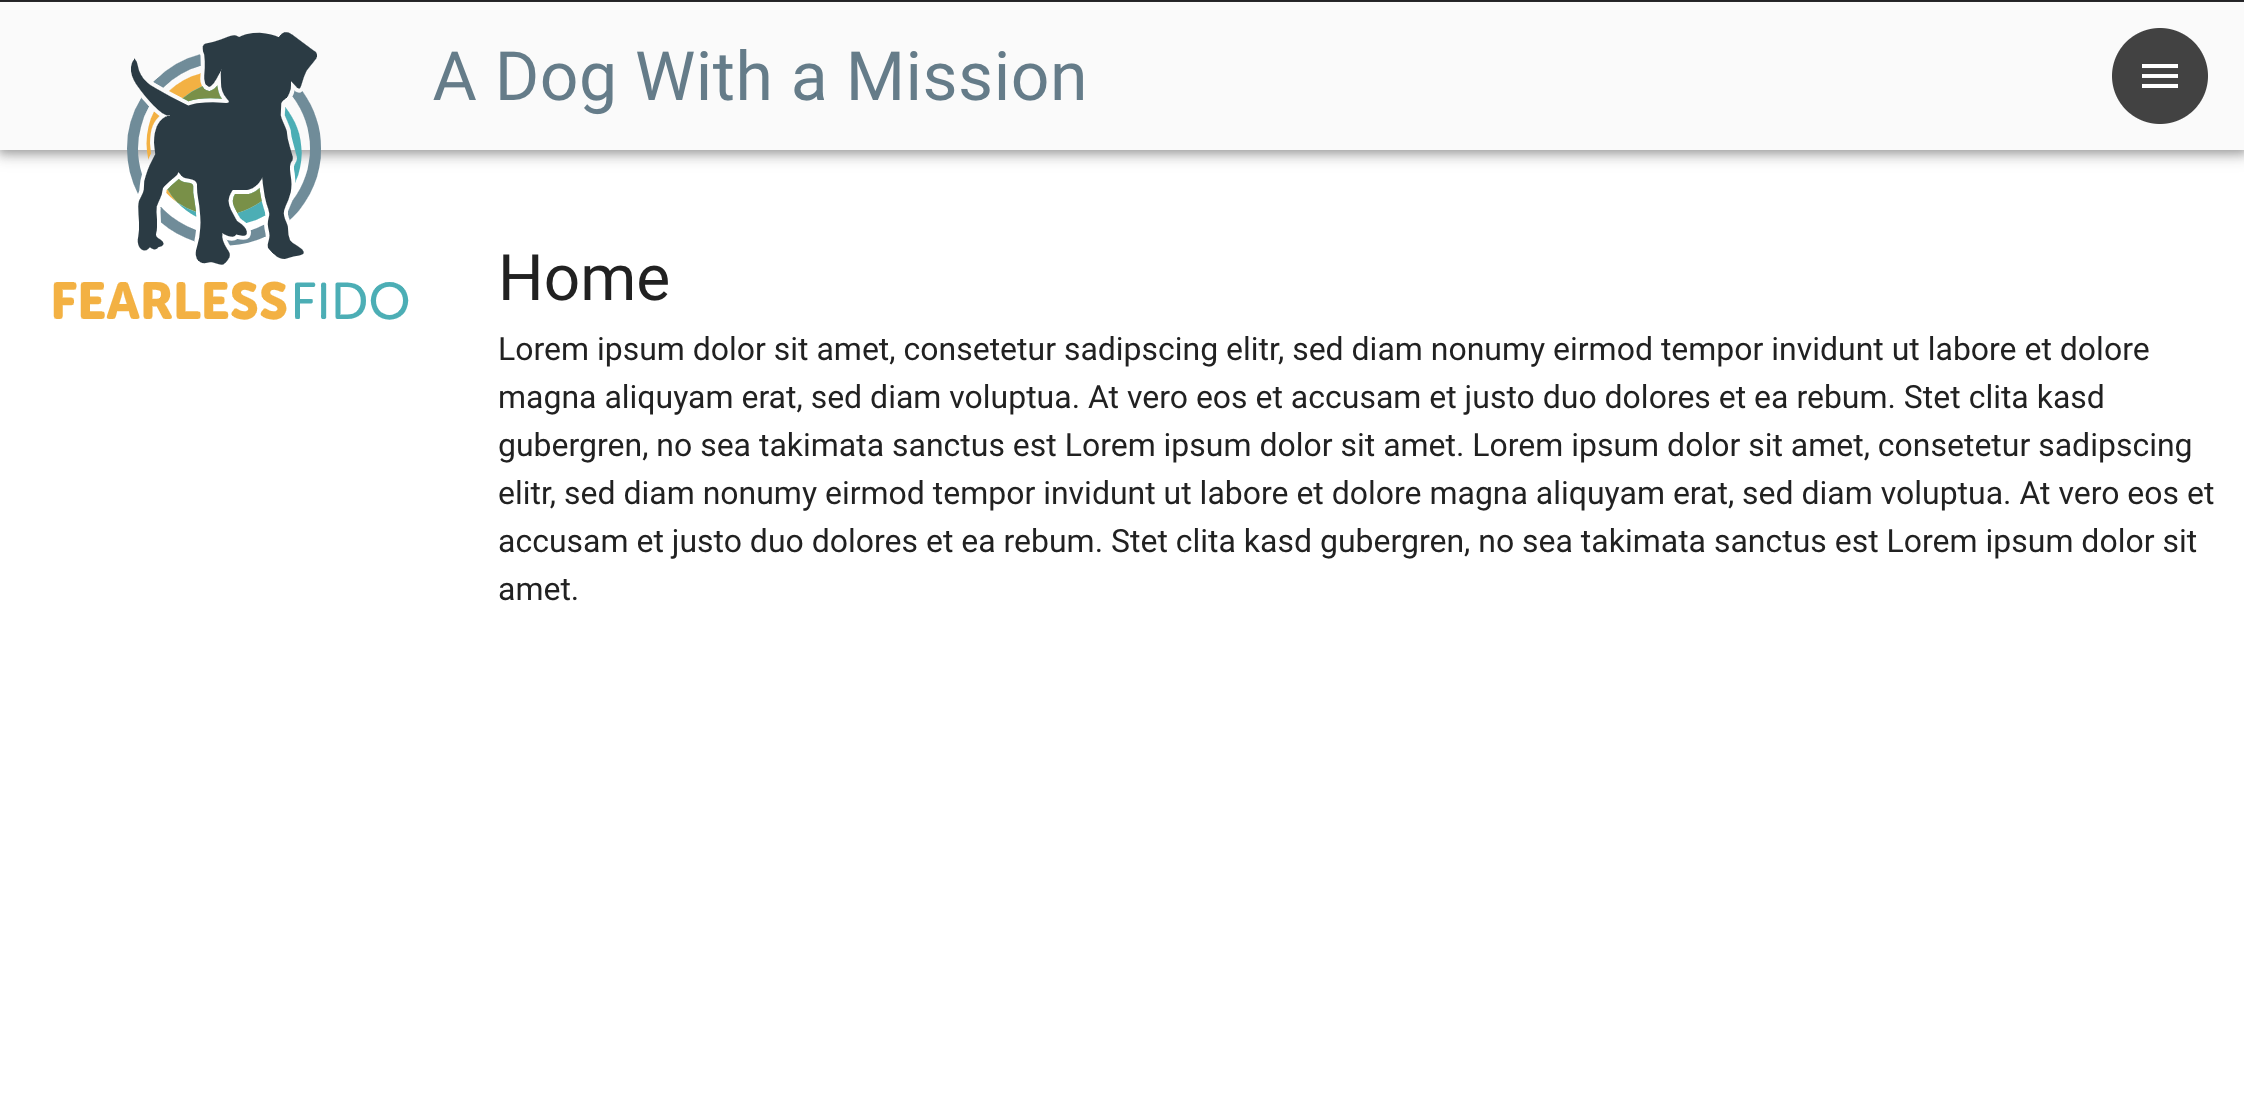 A Dog With a Mission
FEARLESSFIDO
Home
Lorem ipsum dolor sit amet, consetetur sadipscing elitr, sed diam nonumy eirmod tempor invidunt ut labore et dolore
magna aliquyam erat, sed diam voluptua. At vero eos et accusam et justo duo dolores et ea rebum. Stet clita kasd
gubergren, no sea takimata sanctus est Lorem ipsum dolor sit amet. Lorem ipsum dolor sit amet, consetetur sadipscing
elitr, sed diam nonumy eirmod tempor invidunt ut labore et dolore magna aliquyam erat, sed diam voluptua. At vero eos et
accusam et justo duo dolores et ea rebum. Stet clita kasd gubergren, no sea takimata sanctus est Lorem ipsum dolor sit
amet.